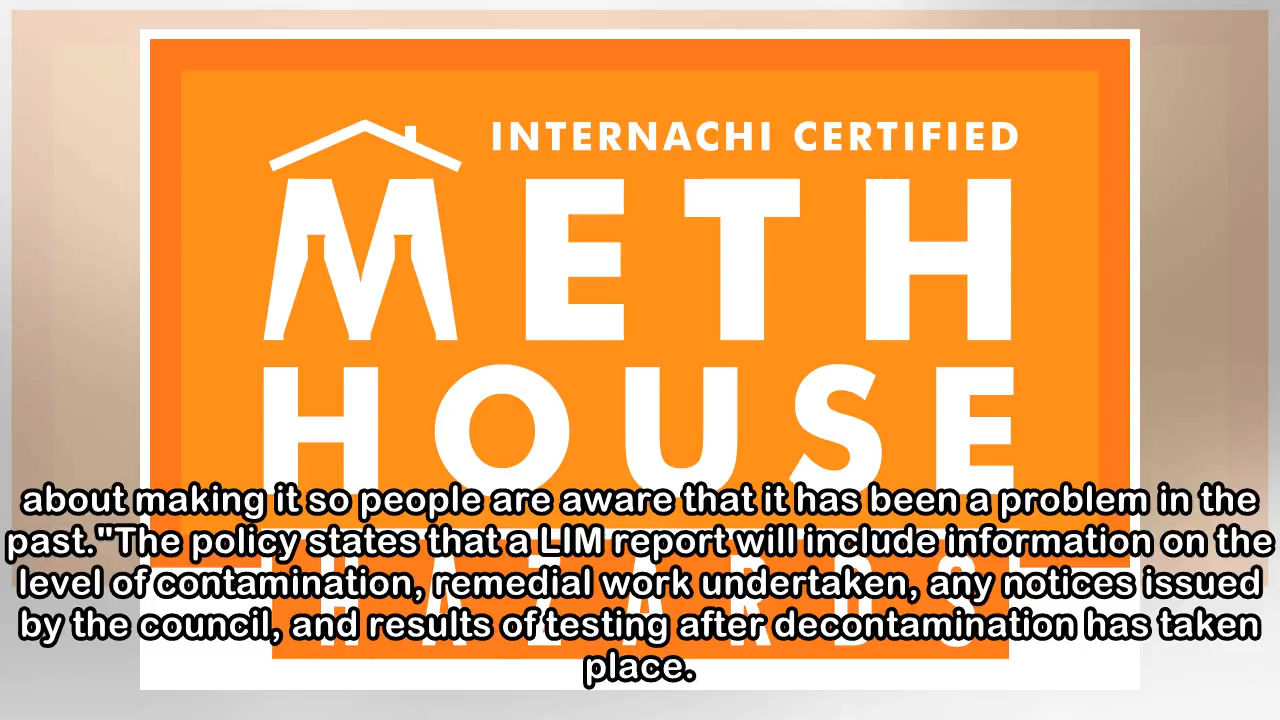 INTERNACHI CERTIFIED
METH
HOUSE
HAZARDS
about making it so people are aware that it has been a problem in the
past."The policy states that a LIM report will include information on the
level of contamination, remedial work undertaken, any notices issued
by the council, and results of testing after decontamination has taken
place.